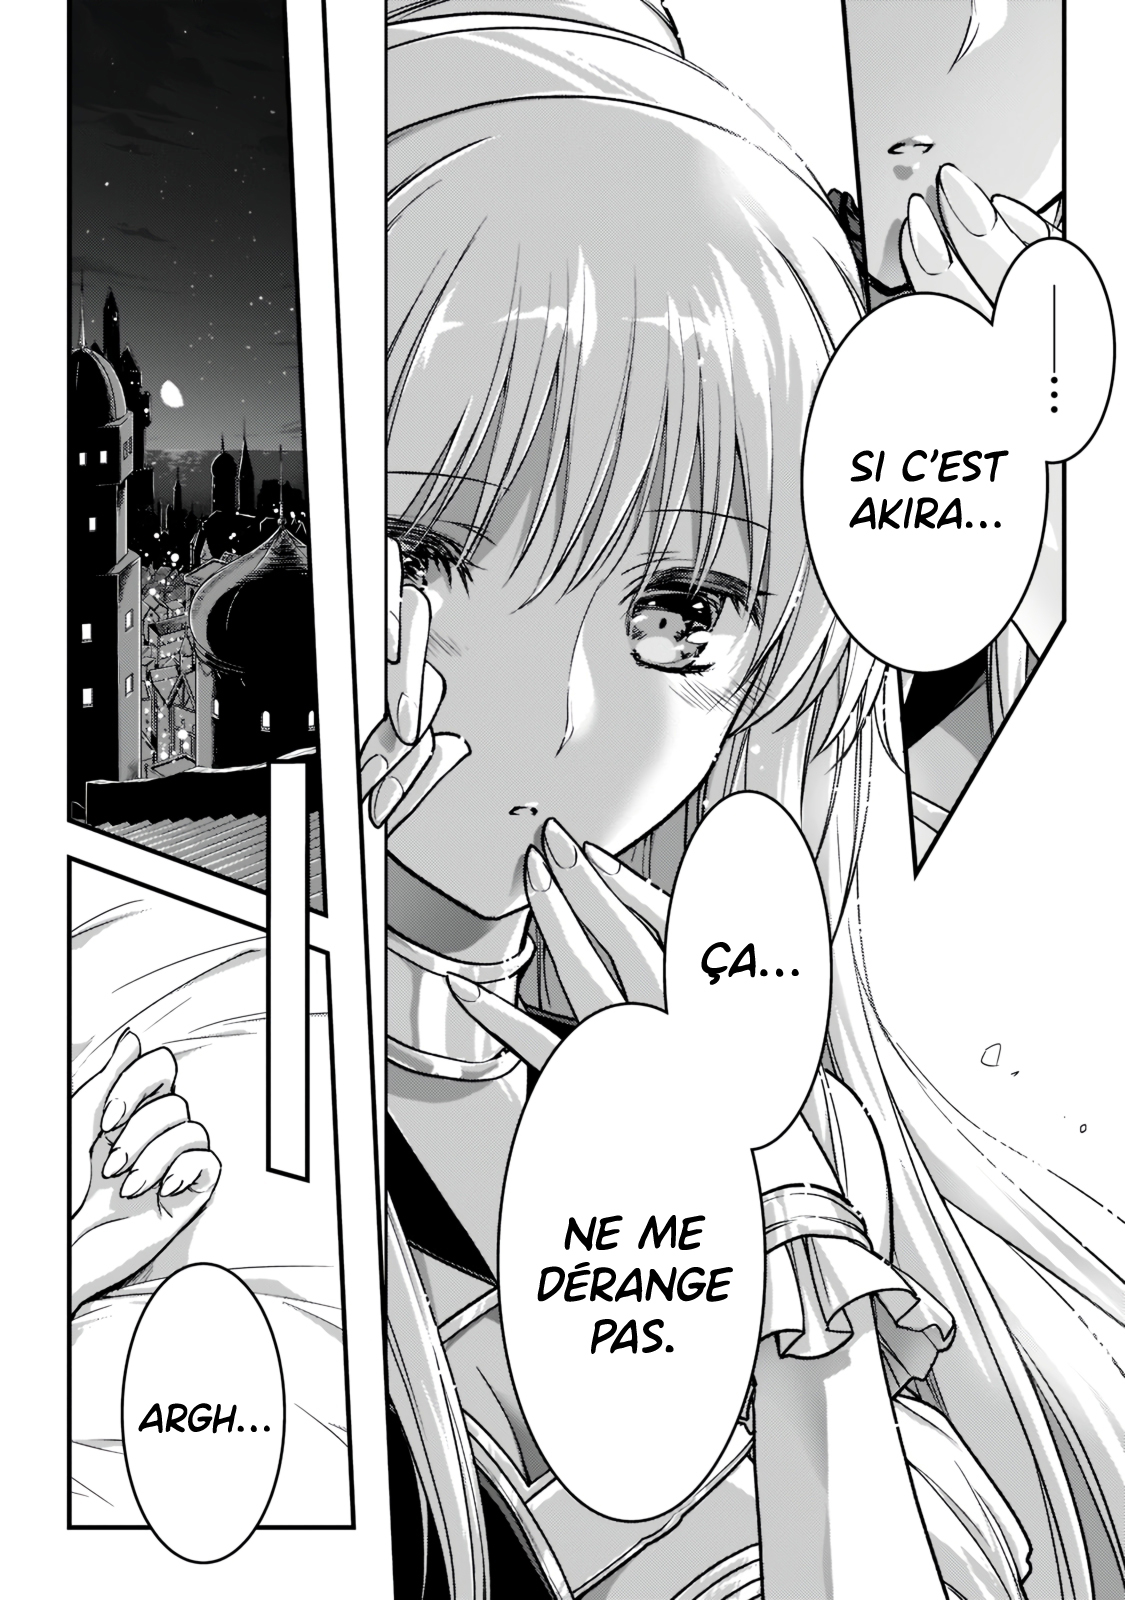 —...
SI C'EST
AKIRA...
ÇA...
NE ME
DÉRANGE
PAS.
ARGH...